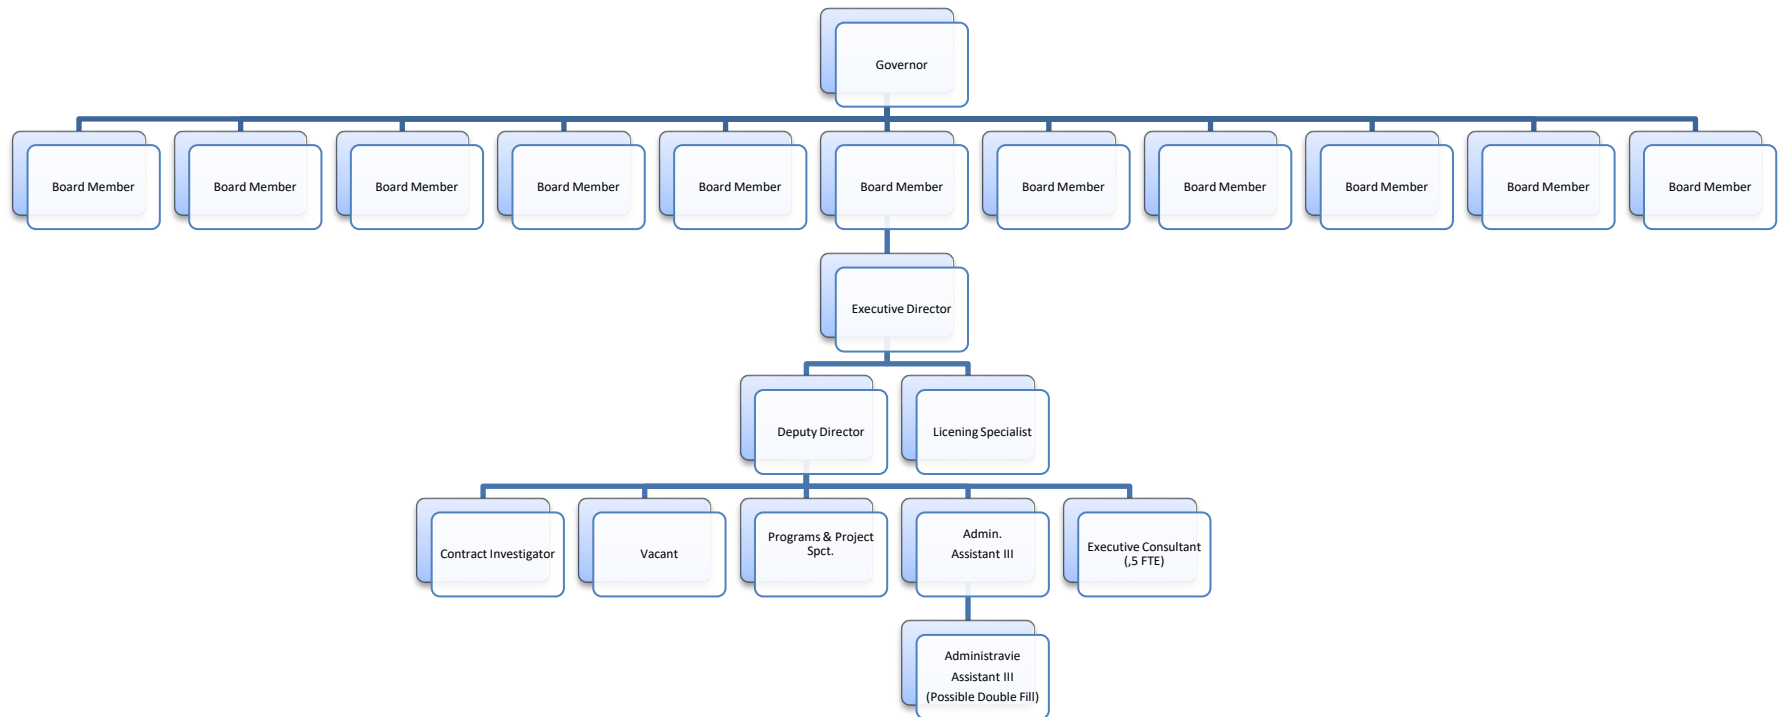 Governor
Board Member
Board Member
Board Member
Board Member
Board Member
Board Member
Board Member
Board Member
Board Member
Board Member
Board Member
Executive Director
Deputy Director
Licening Specialist
Contract Investigator
Vacant
Programs & Project
Spct.
Admin.
Assistant III
Executive Consultant
(,5 FTE)
Administravie
Assistant III
(Possible Double Fill)